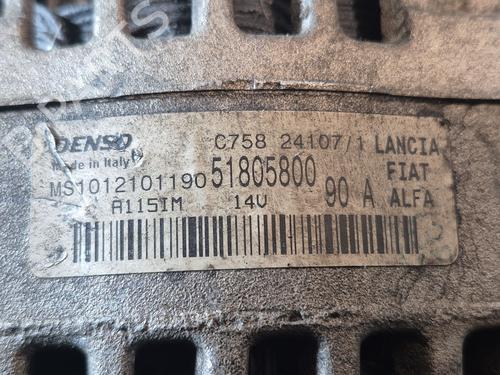 DENSO C758 24107/1 LANCIA
Made in Italy 51805800 FIAT
MS1012101190 90 A ALFA
A115IM 14V